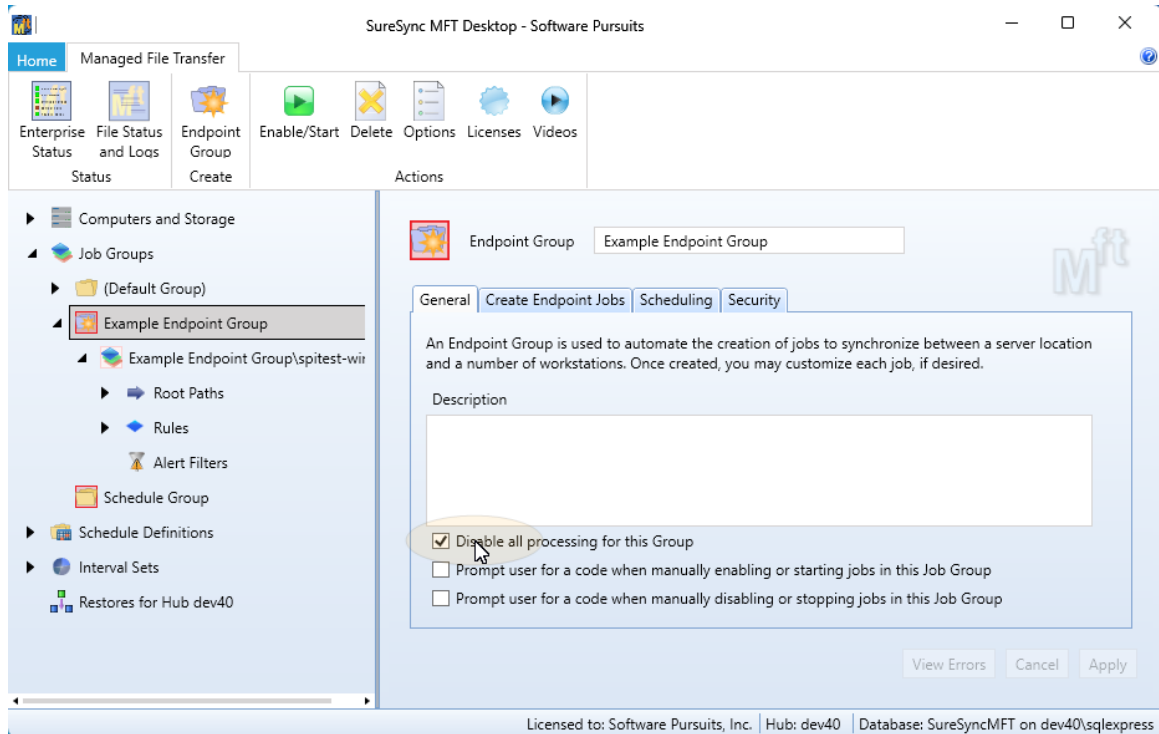 SureSync MFT Desktop - Software Pursuits
Home
Managed File Transfer
Enterprise Status
File Status and Logs
Endpoint Group
Enable/Start
Delete
Options
Licenses
Videos
Status
Create
Actions
Computers and Storage
Job Groups
(Default Group)
Example Endpoint Group
Example Endpoint Group\spitest-wir
Root Paths
Rules
Alert Filters
Schedule Group
Schedule Definitions
Interval Sets
Restores for Hub dev40
Endpoint Group
Example Endpoint Group
Mft
General
Create Endpoint Jobs
Scheduling
Security
An Endpoint Group is used to automate the creation of jobs to synchronize between a server location
and a number of workstations. Once created, you may customize each job, if desired.
Description
Disable all processing for this Group
Prompt user for a code when manually enabling or starting jobs in this Job Group
Prompt user for a code when manually disabling or stopping jobs in this Job Group
View Errors
Cancel
Apply
Licensed to: Software Pursuits, Inc.
Hub: dev40
Database: SureSyncMFT on dev40\sqlexpress